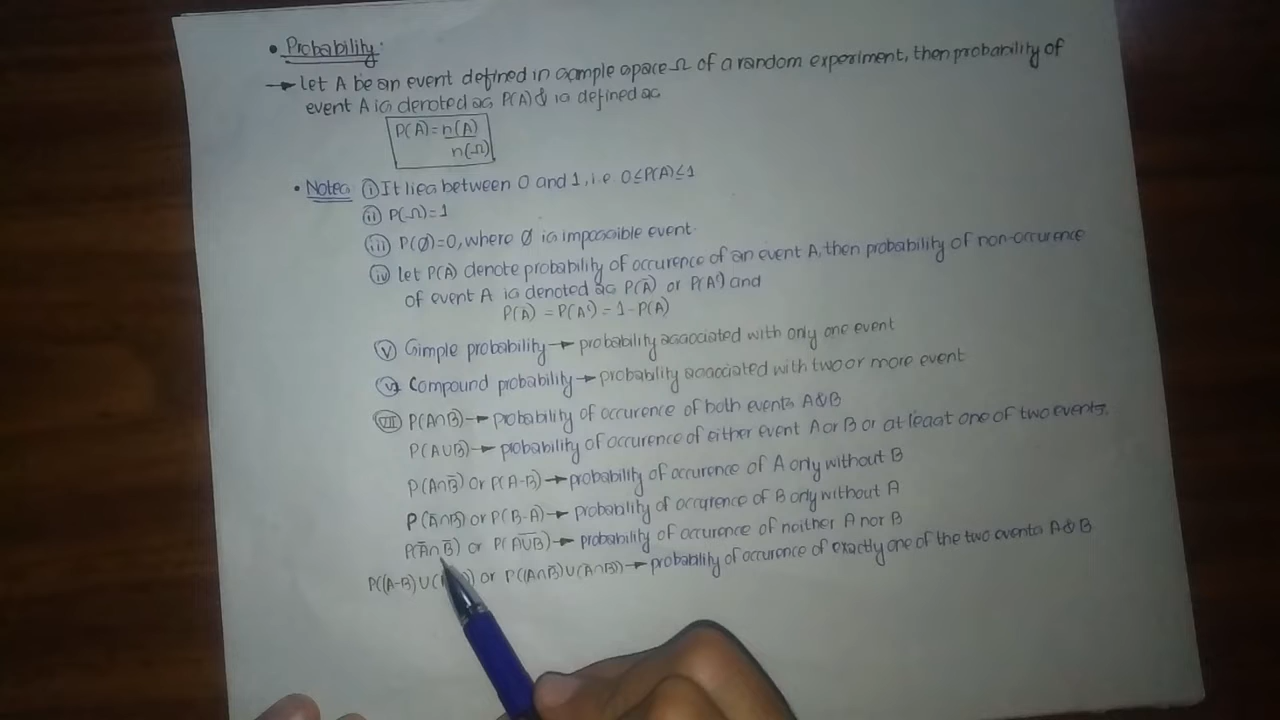 • Probability:
→ Let A be an event defined in sample space Ω of a random experiment, then probability of
event A is denoted as P(A) & is defined as
P(A) = n(A)
n(Ω)
• Notes (i) It lies between 0 and 1, i.e. 0≤P(A)≤1
(ii) P(Ω)=1
(iii) P(Ø)=0, where Ø is impossible event.
(iv) Let P(A) denote probability of occurence of an event A, then probability of non-occurence
of event A is denoted as P(Ā) or P(A') and
P(Ā) = P(A') = 1-P(A)
(v) Simple probability → probability associated with only one event
(vi) Compound probability → probability associated with two or more event
(VII) P(A∩B) → probability of occurence of both events A&B
P(A∪B) → probability of occurence of either event A or B or at least one of two events.
P(A∩B̅) or P(A-B) → probability of occurence of A only without B
P(A̅∩B) or P(B-A) → probability of occurence of B only without A
P(A̅∩B̅) or P(A̅∪̅B̅) → probability of occurence of neither A nor B
P((A-B)∪( )) or P((A∩B̅)∪(A̅∩B)) → probability of occurence of exactly one of the two events A & B